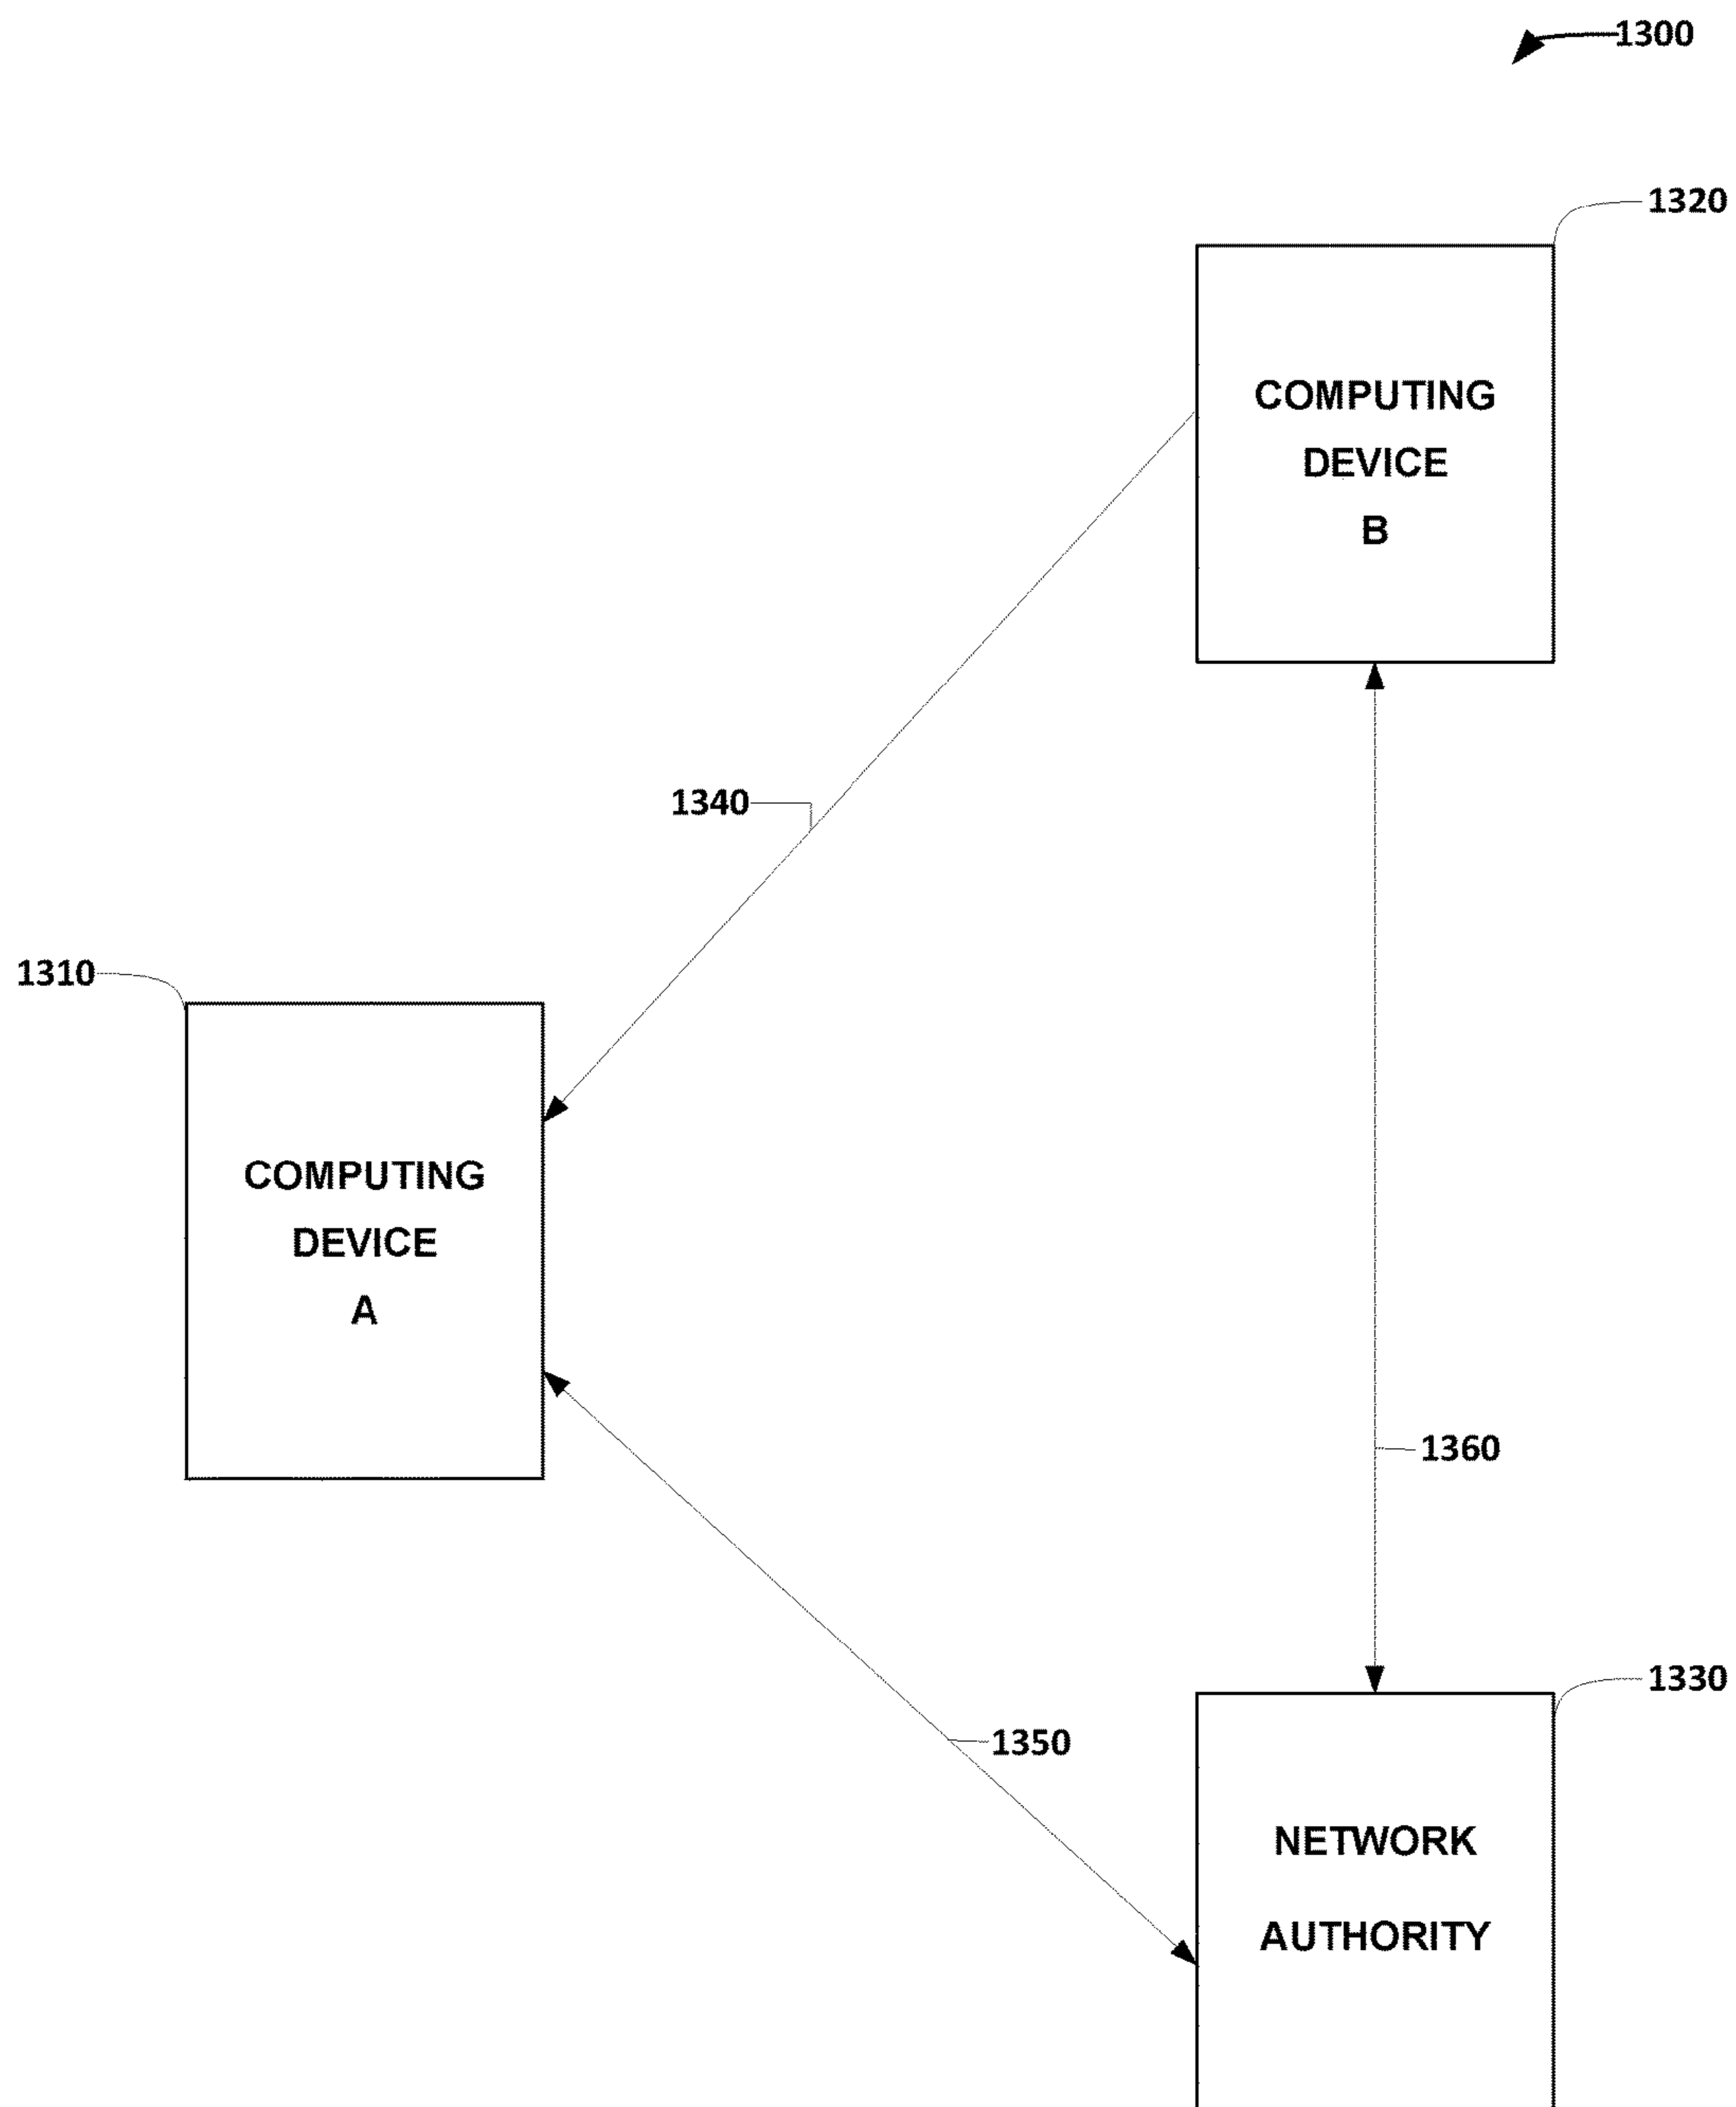 1300
1320
COMPUTING
DEVICE
B
1340
1310
COMPUTING
DEVICE
A
1360
1330
1350
NETWORK
AUTHORITY